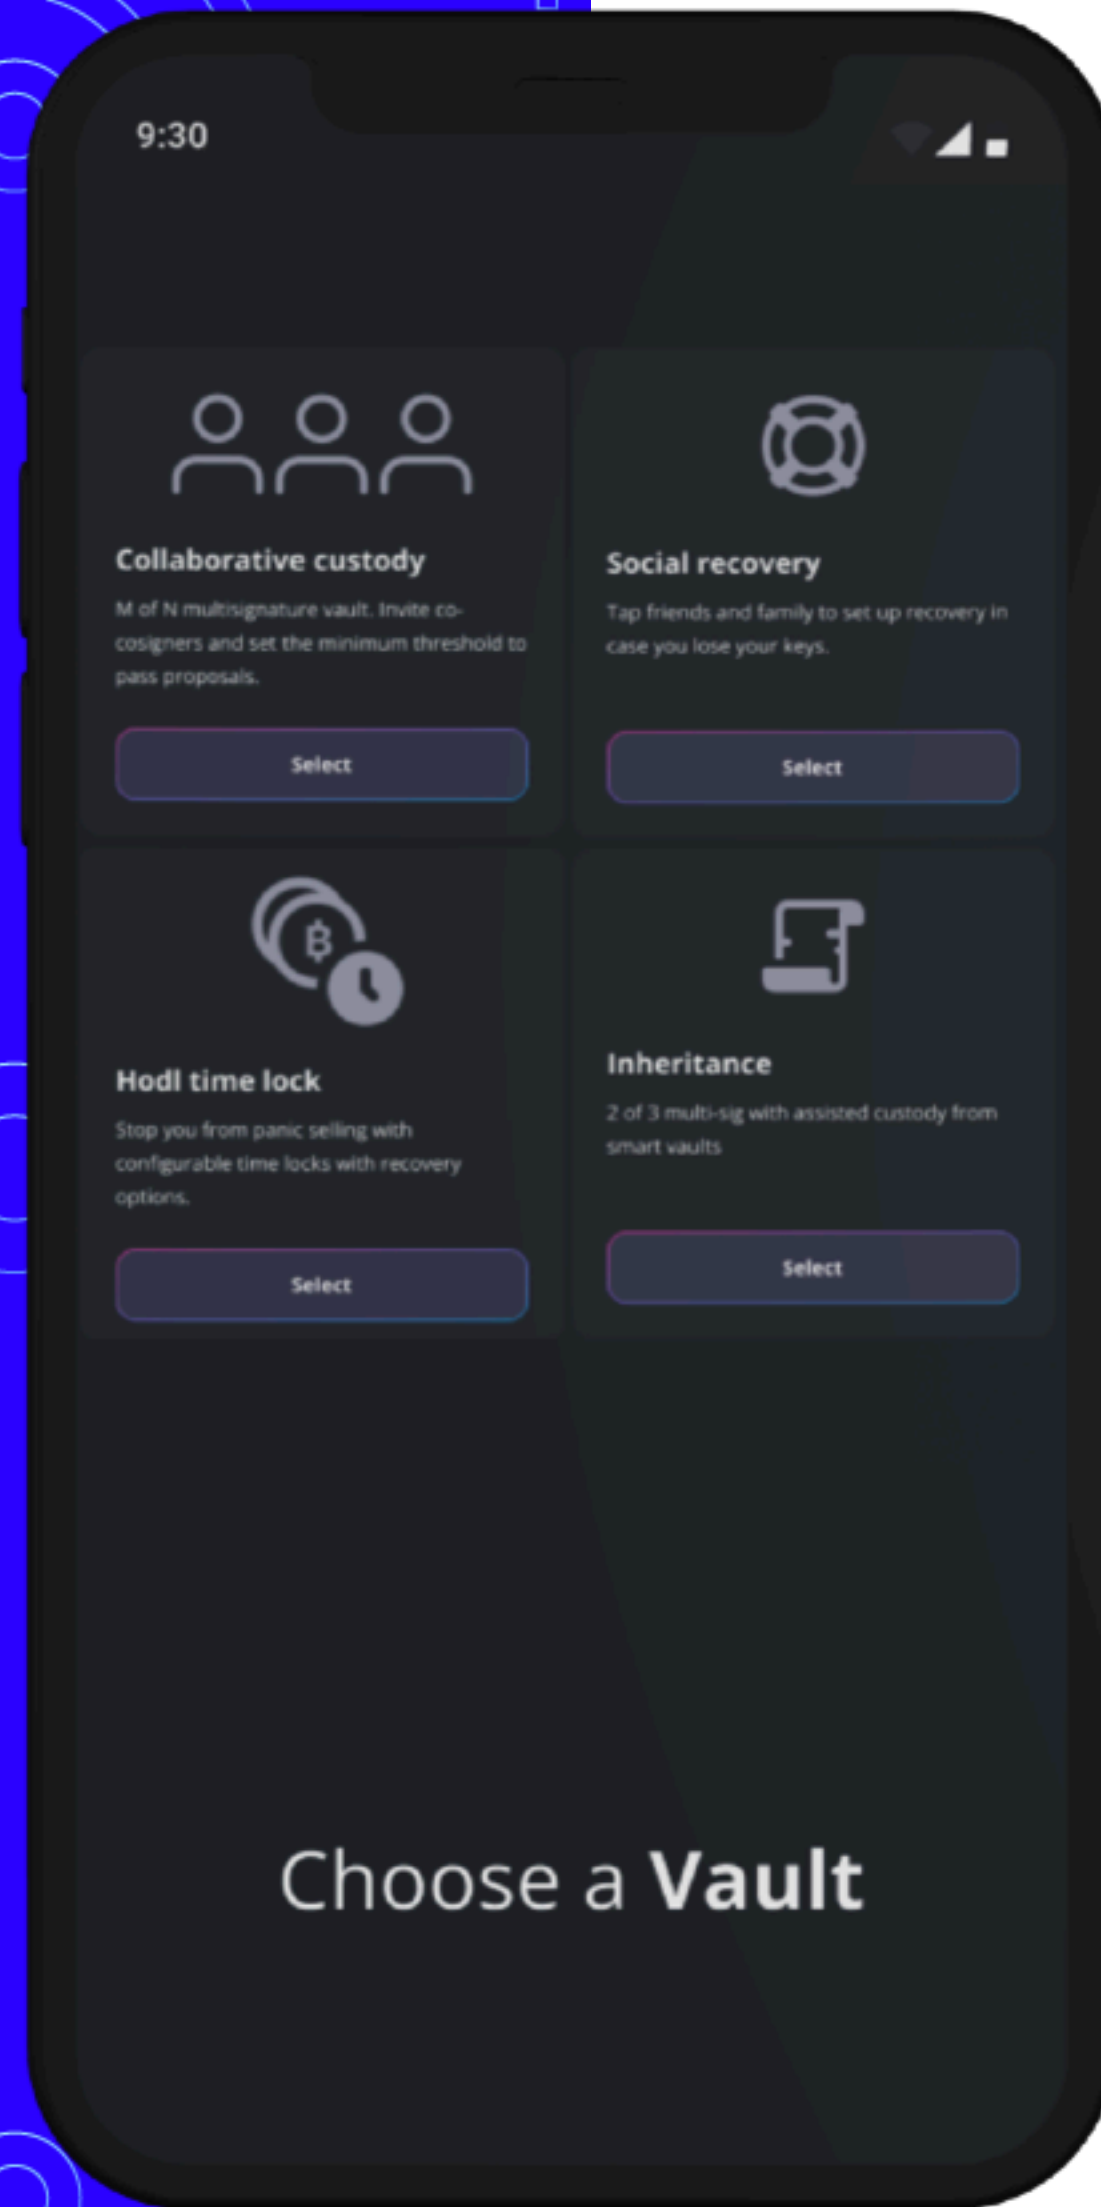 9:30
Collaborative custody
M of N multisignature vault. Invite co-
cosigners and set the minimum threshold to
pass proposals.
Select
Social recovery
Tap friends and family to set up recovery in
case you lose your keys.
Select
Hodl time lock
Stop you from panic selling with
configurable time locks with recovery
options.
Select
Inheritance
2 of 3 multi-sig with assisted custody from
smart vaults
Select
Choose a Vault